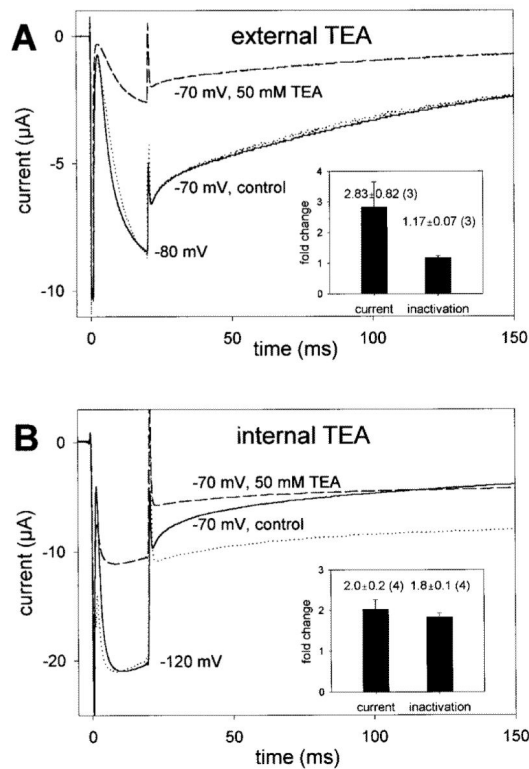 A
external TEA
0
-70 mV, 50 mM TEA
-5
-70 mV, control
-80 mV
-10
current (µA)
4
3
2
1
0
fold change
2.83±0.82 (3)
1.17±0.07 (3)
current
inactivation
0
50
100
150
time (ms)
B
internal TEA
0
-70 mV, 50 mM TEA
-70 mV, control
-10
-20
-120 mV
current (µA)
3
2
1
0
fold change
2.0±0.2 (4)
1.8±0.1 (4)
current
inactivation
0
50
100
150
time (ms)